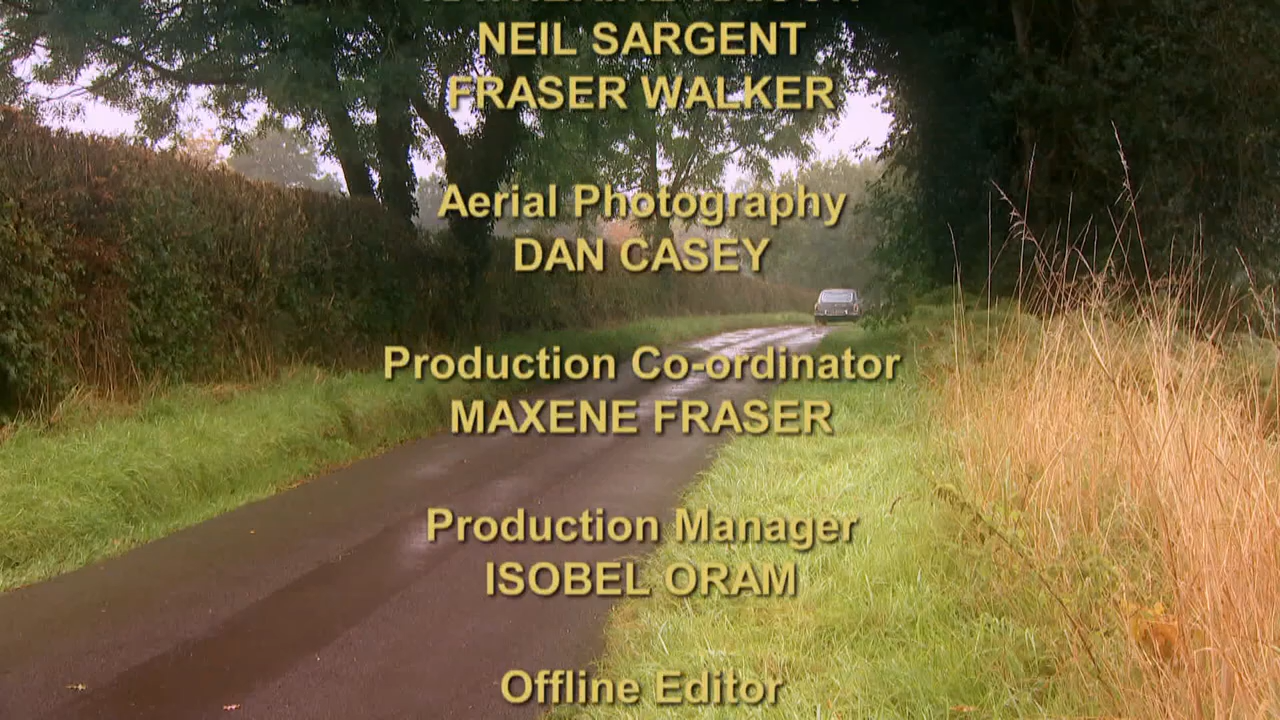 NEIL SARGENT
FRASER WALKER
Aerial Photography
DAN CASEY
Production Co-ordinator
MAXENE FRASER
Production Manager
ISOBEL ORAM
Offline Editor